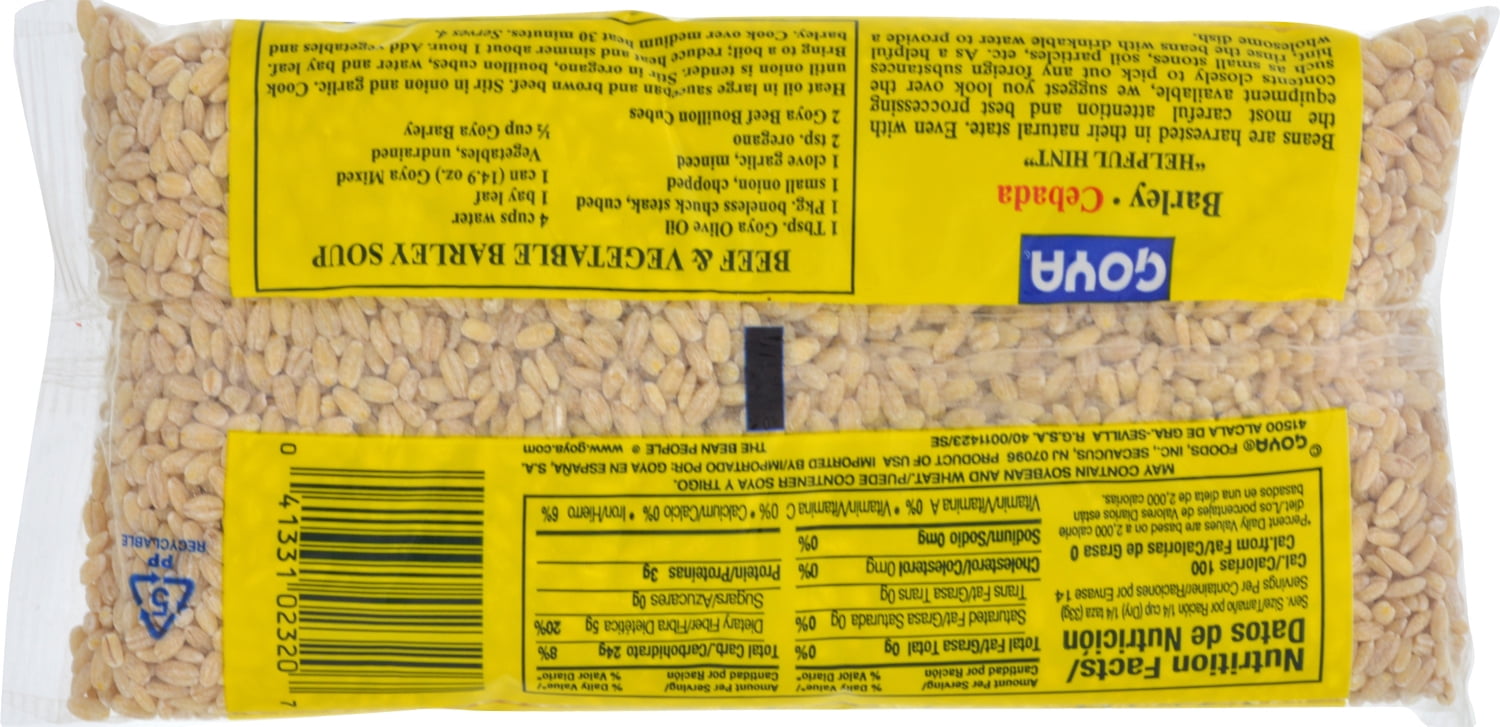 Nutrition Facts/
Datos de Nutrición
Serv. Size/Tamaño por Ración 1/4 cup (Dry) 1/4 taza (33g)
Servings Per Container/Raciones por Envase 14
Cal./Calorias 100
Cal.from Fat/Calorías de Grasa 0
*Percent Daily Values are based on a 2,000 calorie
diet./Los porcentajes de Valores Diarios están
basados en una dieta de 2,000 calorías.
Amount Per Serving/ % Daily Value*/
Cantidad por Ración % Valor Diario*
Total Fat/Grasa Total 0g 0%
Saturated Fat/Grasa Saturada 0g 0%
Trans Fat/Grasa Trans 0g
Cholesterol/Colesterol 0mg 0%
Sodium/Sodio 0mg 0%
Amount Per Serving/ % Daily Value*/
Cantidad por Ración % Valor Diario*
Total Carb./Carbohidrato 24g 8%
Dietary Fiber/Fibra Dietética 5g 20%
Sugars/Azucares 0g
Protein/Proteínas 3g
Vitamin/Vitamina A 0% • Vitamin/Vitamina C 0% • Calcium/Calcio 0% • Iron/Hierro 6%
MAY CONTAIN SOYBEAN AND WHEAT./PUEDE CONTENER SOYA Y TRIGO.
© GOYA® FOODS, INC., SECAUCUS, NJ 07096 PRODUCT OF USA IMPORTED BY/IMPORTADO POR: GOYA EN ESPAÑA, S.A.
41500 ALCALA DE GRA.-SEVILLA R.G.S.A. 40/0011423/SE THE BEAN PEOPLE ® www.goya.com
7 02320 41331 0
5
PP
RECYCLABLE
GOYA
Barley • Cebada
"HELPFUL HINT"
Beans are harvested in their natural state. Even with
the most careful attention and best processing
equipment available, we suggest you look over the
contents closely to pick out any foreign substances
such as small stones, soil particles, etc. As a helpful
hint, rinse the beans with drinkable water to provide a
wholesome dish.
BEEF & VEGETABLE BARLEY SOUP
1 Tbsp. Goya Olive Oil
1 Pkg. boneless chuck steak, cubed
1 small onion, chopped
1 clove garlic, minced
2 tsp. oregano
2 Goya Beef Bouillon Cubes
4 cups water
1 bay leaf
1 can (14.9 oz.) Goya Mixed
Vegetables, undrained
½ cup Goya Barley
Heat oil in large saucepan and brown beef. Stir in onion and garlic. Cook
until onion is tender. Stir in oregano, bouillon cubes, water and bay leaf.
Bring to a boil; reduce heat and simmer about 1 hour. Add vegetables and
barley. Cook over medium heat 30 minutes. Serves 4.